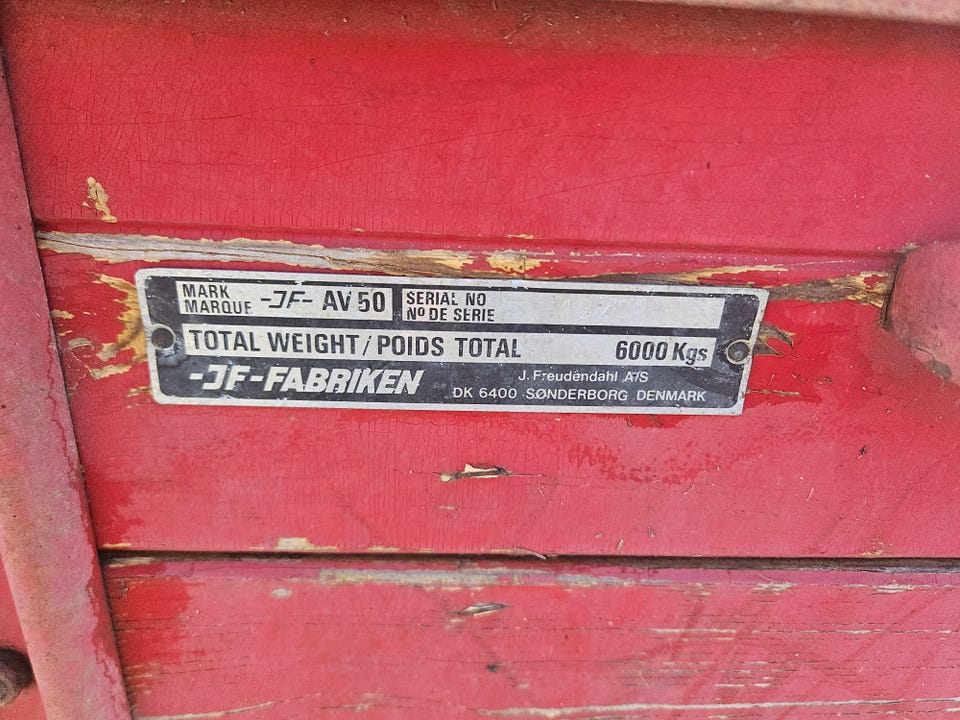 MARK
MARQUE
-JF- AV 50
SERIAL NO
Nº DE SERIE
TOTAL WEIGHT/POIDS TOTAL 6000 Kgs
-JF-FABRIKEN
J. Freudendahl A/S
DK 6400 SØNDERBORG DENMARK